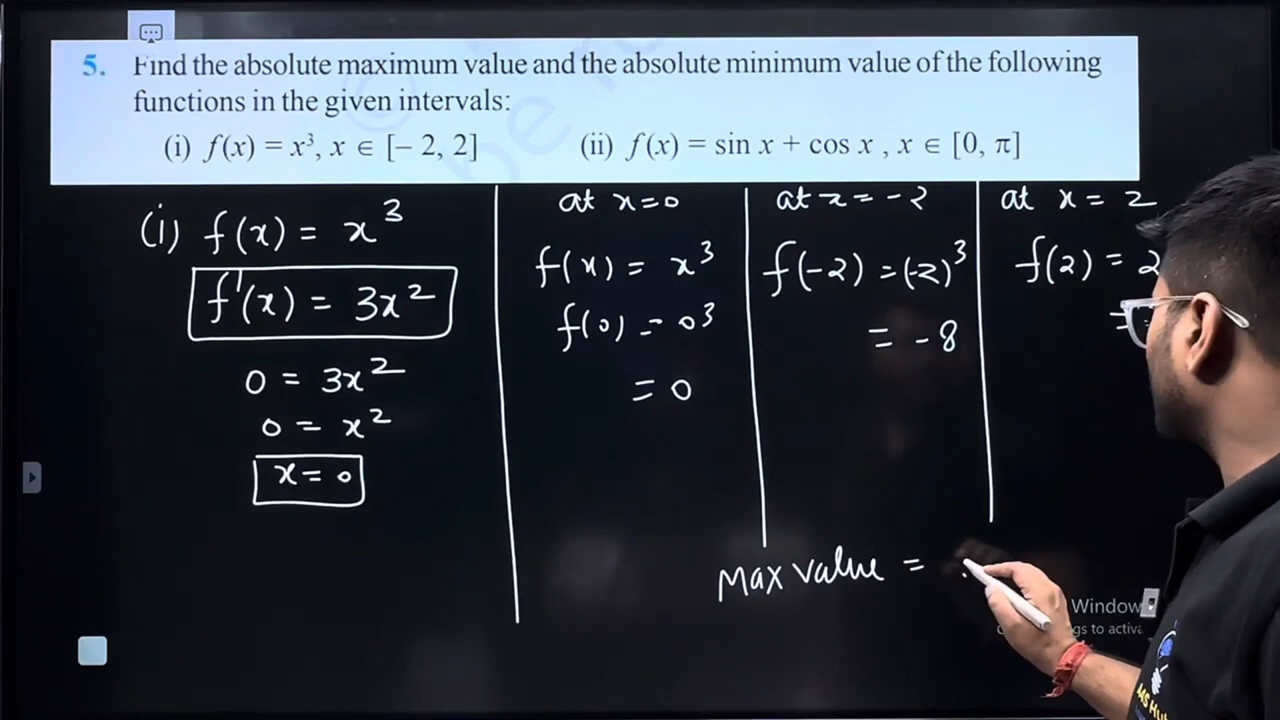 5. Find the absolute maximum value and the absolute minimum value of the following
functions in the given intervals:
(i) f(x) = x³, x ∈ [– 2, 2]
(ii) f(x) = sin x + cos x , x ∈ [0, π]
(i) f(x) = x³
f'(x) = 3x²
0 = 3x²
0 = x²
x = 0
at x=0
f(x) = x³
f(0) = 0³
= 0
at x = -2
f(-2) = (-2)³
= -8
at x = 2
f(2) = 2
=
Max value =
Window